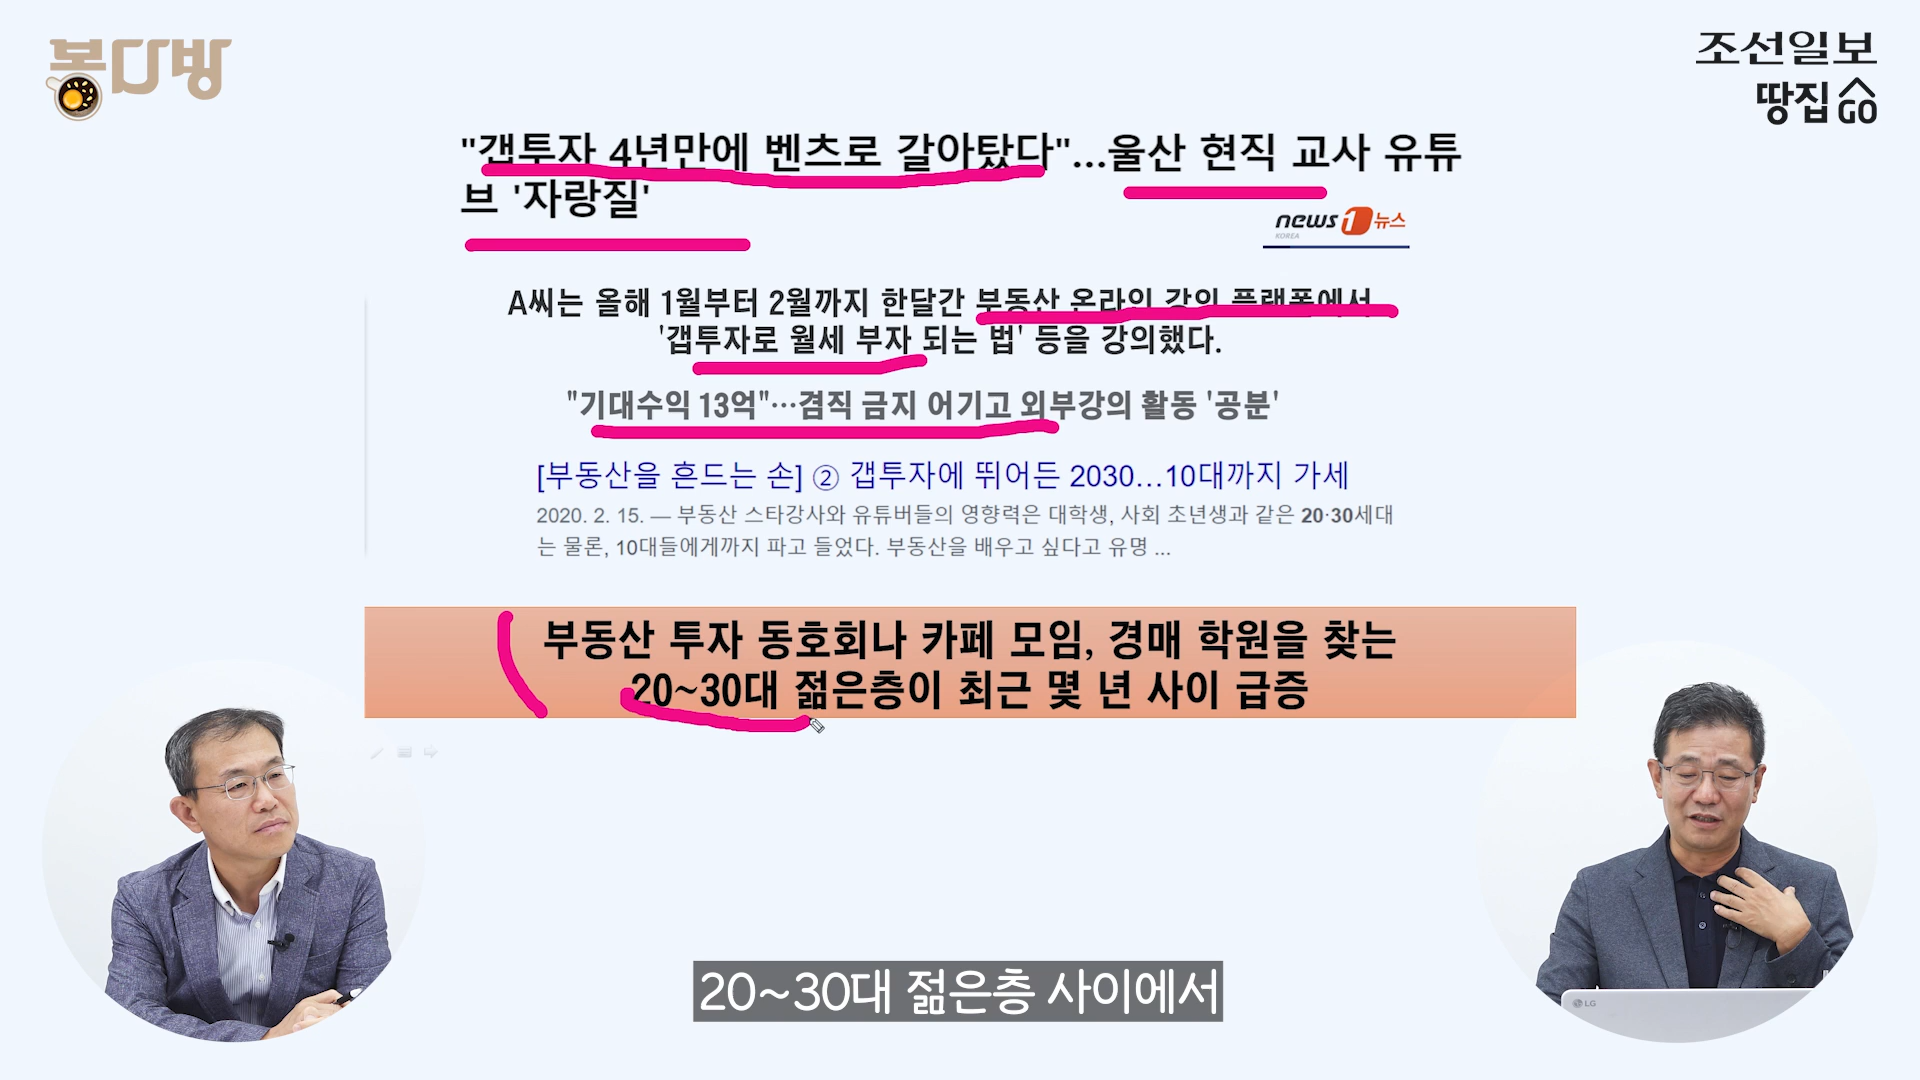 봉다방
조선일보
땅집GO
"갭투자 4년만에 벤츠로 갈아탔다"...울산 현직 교사 유튜
브 '자랑질'
news1뉴스
KOREA
A씨는 올해 1월부터 2월까지 한달간 부동산 온라인 강의 플랫폼에서
'갭투자로 월세 부자 되는 법' 등을 강의했다.
"기대수익 13억"…겸직 금지 어기고 외부강의 활동 '공분'
[부동산을 흔드는 손] ② 갭투자에 뛰어든 2030...10대까지 가세
2020. 2. 15. — 부동산 스타강사와 유튜버들의 영향력은 대학생, 사회 초년생과 같은 20·30세대
는 물론, 10대들에게까지 파고 들었다. 부동산을 배우고 싶다고 유명 ...
부동산 투자 동호회나 카페 모임, 경매 학원을 찾는
20~30대 젊은층이 최근 몇 년 사이 급증
LG
20~30대 젊은층 사이에서